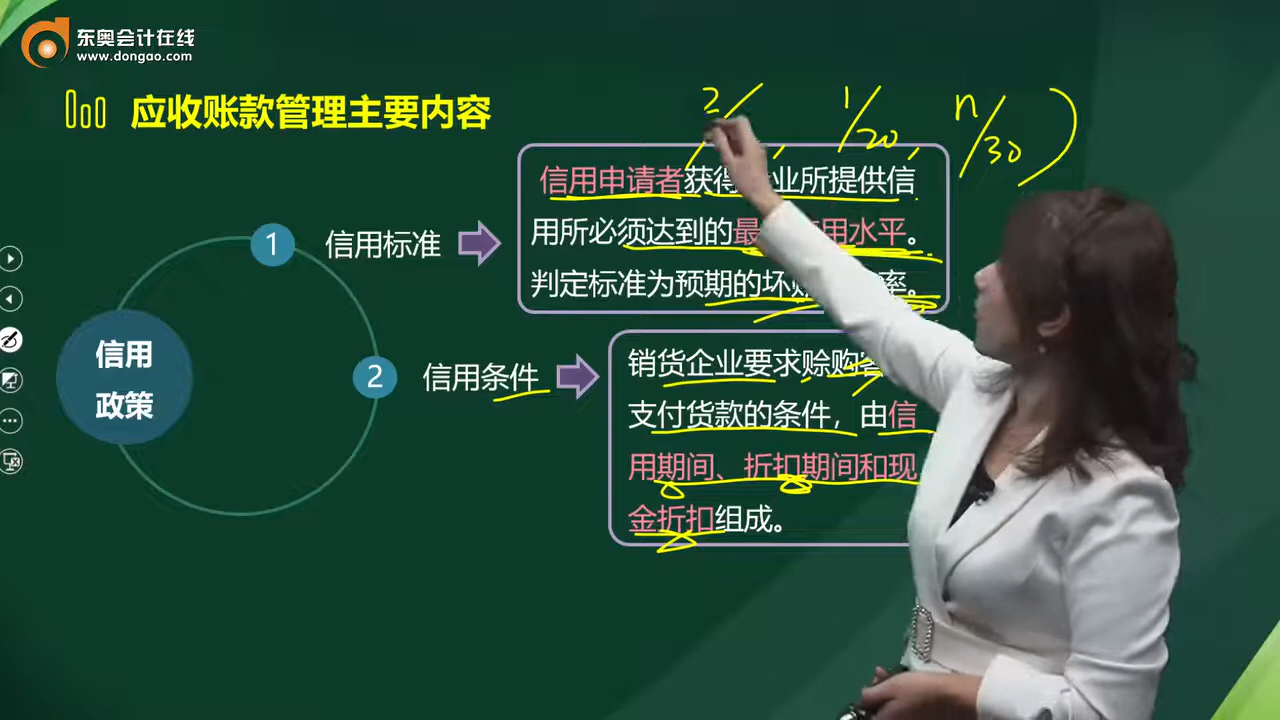 东奥会计在线
www.dongao.com
应收账款管理主要内容
2/ , 1/20, n/30)
信用申请者获得 业所提供信
用所必须达到的最 用水平。
判定标准为预期的坏 率。
1
信用标准
信用
政策
2
信用条件
销货企业要求赊购客
支付货款的条件，由信
用期间、折扣期间和现
金折扣组成。